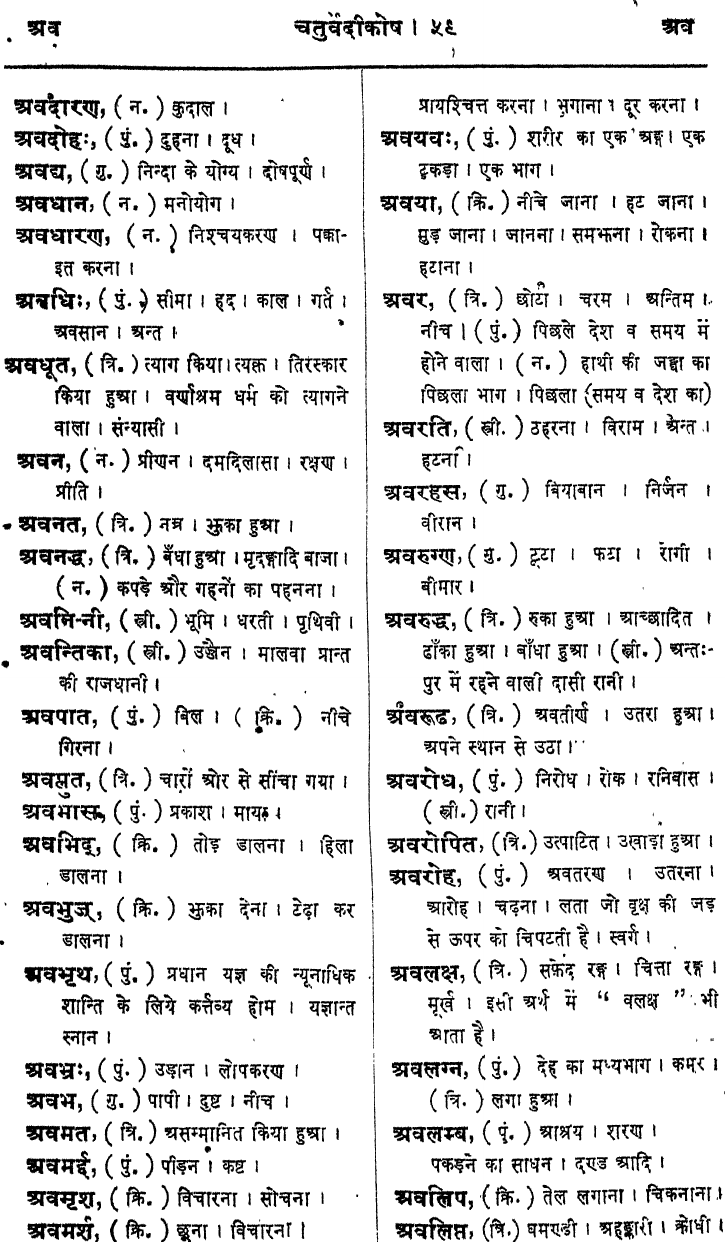 अव
चतुर्वेदीकोष । ५९
अव
अवदारण, ( न. ) कुदाल ।
अवदोहः, ( पुं. ) दुहना । दूध ।
अवद्य, ( गु. ) निन्दा के योग्य । दोषपूर्ण ।
अवधान, ( न. ) मनोयोग ।
अवधारण, ( न. ) निश्चयकरण । पक्का-
इत करना ।
अवधिः, ( पुं. ) सीमा । हद । काल । गर्त ।
अवसान । अन्त ।
अवधूत, ( त्रि. ) त्याग किया । त्यक्त । तिरस्कार
किया हुआ । वर्णाश्रम धर्म को त्यागने
वाला । संन्यासी ।
अवन, ( न. ) प्रीणन । दमदिलासा । रक्षण ।
प्रीति ।
अवनत, ( त्रि. ) नम्र । झुका हुआ ।
अवनद्ध, ( त्रि. ) बँधा हुआ । मृदङ्गादि बाजा ।
( न. ) कपड़े और गहनों का पहनना ।
अवनि-नी, ( स्त्री. ) भूमि । धरती । पृथिवी ।
अवन्तिका, ( स्त्री. ) उज्जैन । मालवा प्रान्त
की राजधानी ।
अवपात, ( पुं. ) बिल । ( क्रि. ) नीचे
गिरना ।
अवप्लुत, ( त्रि. ) चारों ओर से सींचा गया ।
अवभास, ( पुं. ) प्रकाश । माया ।
अवभिद्, ( क्रि. ) तोड़ डालना । हिला
डालना ।
अवभुज्, ( क्रि. ) झुका देना । टेढ़ा कर
डालना ।
अवभृथ, ( पुं. ) प्रधान यज्ञ की न्यूनाधिक
शान्ति के लिये कर्त्तव्य होम । यज्ञान्त
स्नान ।
अवभ्रः, ( पुं. ) उड़ान । लोपकरण ।
अवभ, ( गु. ) पापी । दुष्ट । नीच ।
अवमत, ( त्रि. ) असम्मानित किया हुआ ।
अवमर्द्द, ( पुं. ) पीड़न । कष्ट ।
अवमृश, ( क्रि. ) विचारना । सोचना ।
अवमर्श, ( क्रि. ) छूना । विचारना ।
प्रायश्चित्त करना । भगाना । दूर करना ।
अवयवः, ( पुं. ) शरीर का एक अङ्ग । एक
टुकड़ा । एक भाग ।
अवया, ( क्रि. ) नीचे जाना । हट जाना ।
मुड़ जाना । जानना । समझना । रोकना ।
हटाना ।
अवर, ( त्रि. ) छोटा । चरम । अन्तिम ।
नीच । ( पुं. ) पिछले देश व समय में
होने वाला । ( न. ) हाथी की जङ्घा का
पिछला भाग । पिछला (समय व देश का)
अवरति, ( स्त्री. ) ठहरना । विराम । अन्त ।
हटना ।
अवरहस, ( गु. ) बियाबान । निर्जन ।
वीरान ।
अवरुग्ण, ( गु. ) टूटा । फटा । रोगी ।
बीमार ।
अवरुद्ध, ( त्रि. ) रुका हुआ । आच्छादित ।
ढाँका हुआ । बाँधा हुआ । (स्त्री.) अन्तः-
पुर में रहने वाली दासी रानी ।
अवरूढ, ( त्रि. ) अवतीर्ण । उतरा हुआ ।
अपने स्थान से उठा ।
अवरोध, ( पुं. ) निरोध । रोक । रनिवास ।
( स्त्री. ) रानी ।
अवरोपित, (त्रि.) उत्पाटित । उखाड़ा हुआ ।
अवरोह, ( पुं. ) अवतरण । उतरना ।
आरोह । चढ़ना । लता जो वृक्ष की जड़
से ऊपर को चिपटती है । स्वर्ग ।
अवलक्ष, ( त्रि. ) सफ़ेद रङ्ग । चित्ता रङ्ग ।
मूर्ख । इसी अर्थ में " वलक्ष " भी
आता है ।
अवलग्न, ( पुं. ) देह का मध्यभाग । कमर ।
( त्रि. ) लगा हुआ ।
अवलम्ब, ( पुं. ) आश्रय । शरण ।
पकड़ने का साधन । दण्ड आदि ।
अवलिप, ( क्रि. ) तेल लगाना । चिकनाना ।
अवलिप्त, (त्रि.) घमण्डी । अहङ्कारी । क्रोधी ।